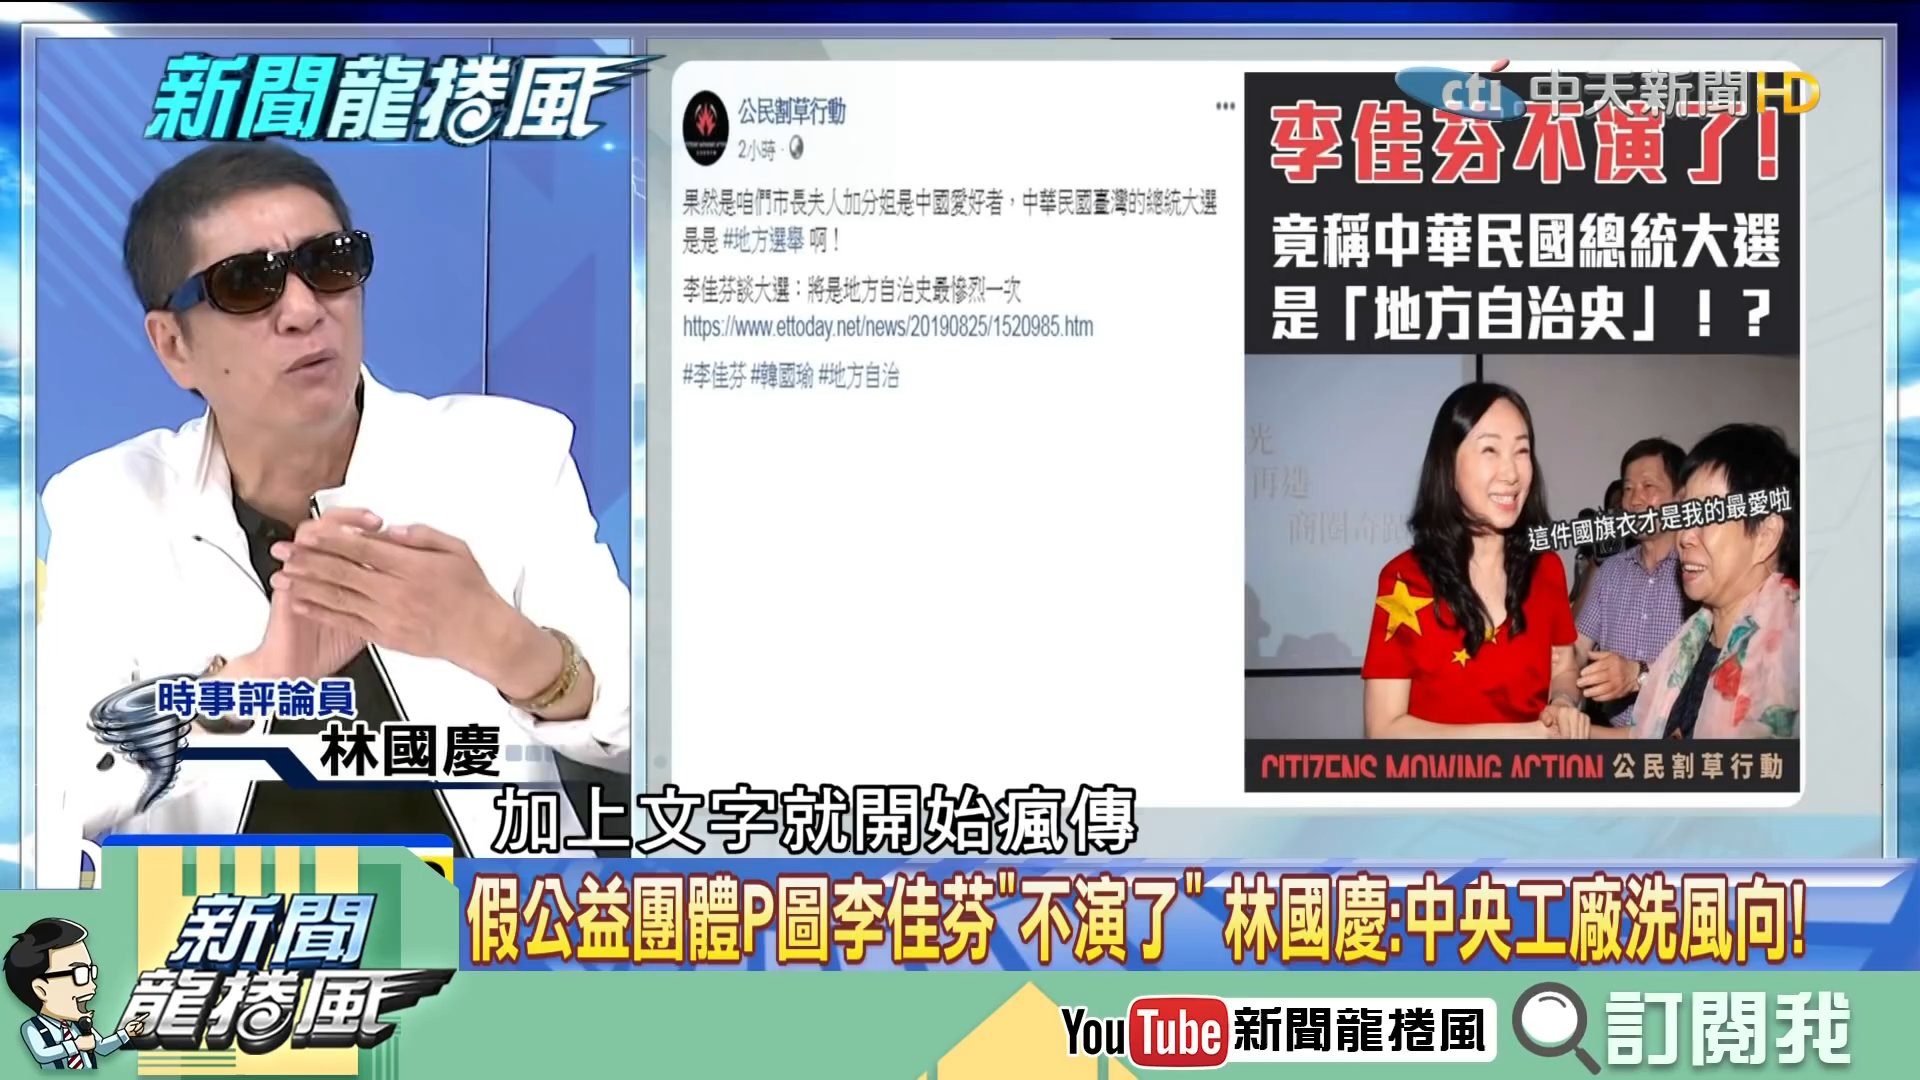 新聞龍捲風
cti 中天新聞HD
公民割草行動
2小時
果然是咱們市長夫人加分姐是中國愛好者，中華民國臺灣的總統大選
是是 #地方選舉 啊！
李佳芬談大選：將是地方自治史最慘烈一次
https://www.ettoday.net/news/20190825/1520985.htm
#李佳芬 #韓國瑜 #地方自治
李佳芬不演了!
竟稱中華民國總統大選
是「地方自治史」！？
光
再造
這件國旗衣才是我的最愛啦
CITIZENS MOWING ACTION 公民割草行動
時事評論員
林國慶
加上文字就開始瘋傳
假公益團體P圖李佳芬"不演了" 林國慶:中央工廠洗風向!
新聞
龍捲風
YouTube 新聞龍捲風
訂閱我